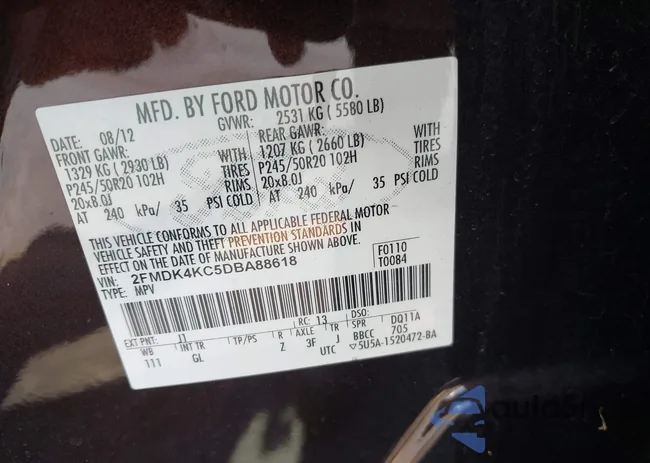 MFD. BY FORD MOTOR CO.
DATE: 08/12 GVWR: 2531 KG ( 5580 LB)
FRONT GAWR: REAR GAWR:
1329 KG ( 2930 LB) WITH 1207 KG ( 2660 LB) WITH
P245/50R20 102H TIRES P245/50R20 102H TIRES
20x8.0J RIMS 20x8.0J RIMS
AT 240 kPa/ 35 PSI COLD AT 240 kPa/ 35 PSI COLD
THIS VEHICLE CONFORMS TO ALL APPLICABLE FEDERAL MOTOR
VEHICLE SAFETY AND THEFT PREVENTION STANDARDS IN
EFFECT ON THE DATE OF MANUFACTURE SHOWN ABOVE.
VIN: 2FMDK4KC5DBA88618 F0110
TYPE: MPV T0084
EXT PNT: J1 RC: 13 DSO:
WB INT TR TP/PS R AXLE TR SPR DQ11A
111 GL Z 3F J BBCC 705
UTC ▽5U5A-1520472-BA